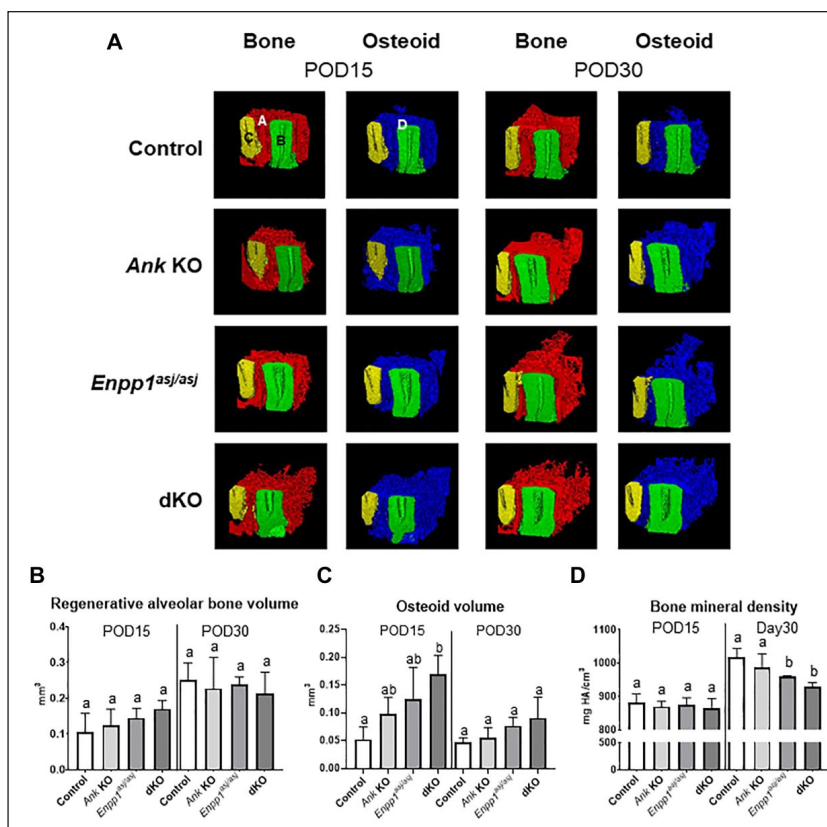 A
Bone Osteoid Bone Osteoid
POD15 POD30
Control
A
C
B
D
Ank KO
Enpp1asj/asj
dKO
B
Regenerative alveolar bone volume
POD15 POD30
mm3
0.4
0.3
0.2
0.1
0.0
a a a a a a a a
Control Ank KO Enpp1asj/asj dKO Control Ank KO Enpp1asj/asj dKO
C
Osteoid volume
POD15 POD30
mm3
0.25
0.20
0.15
0.10
0.05
0.00
a ab ab b a a a a
Control Ank KO Enpp1asj/asj dKO Control Ank KO Enpp1asj/asj dKO
D
Bone mineral density
POD15 Day30
mg HA/cm3
1100
1000
900
800
500
0
a a a a a a b b
Control Ank KO Enpp1asj/asj dKO Control Ank KO Enpp1asj/asj dKO